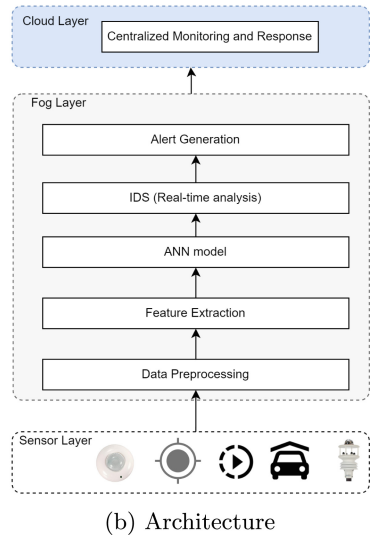 Cloud Layer
Centralized Monitoring and Response
Fog Layer
Alert Generation
IDS (Real-time analysis)
ANN model
Feature Extraction
Data Preprocessing
Sensor Layer
(b) Architecture